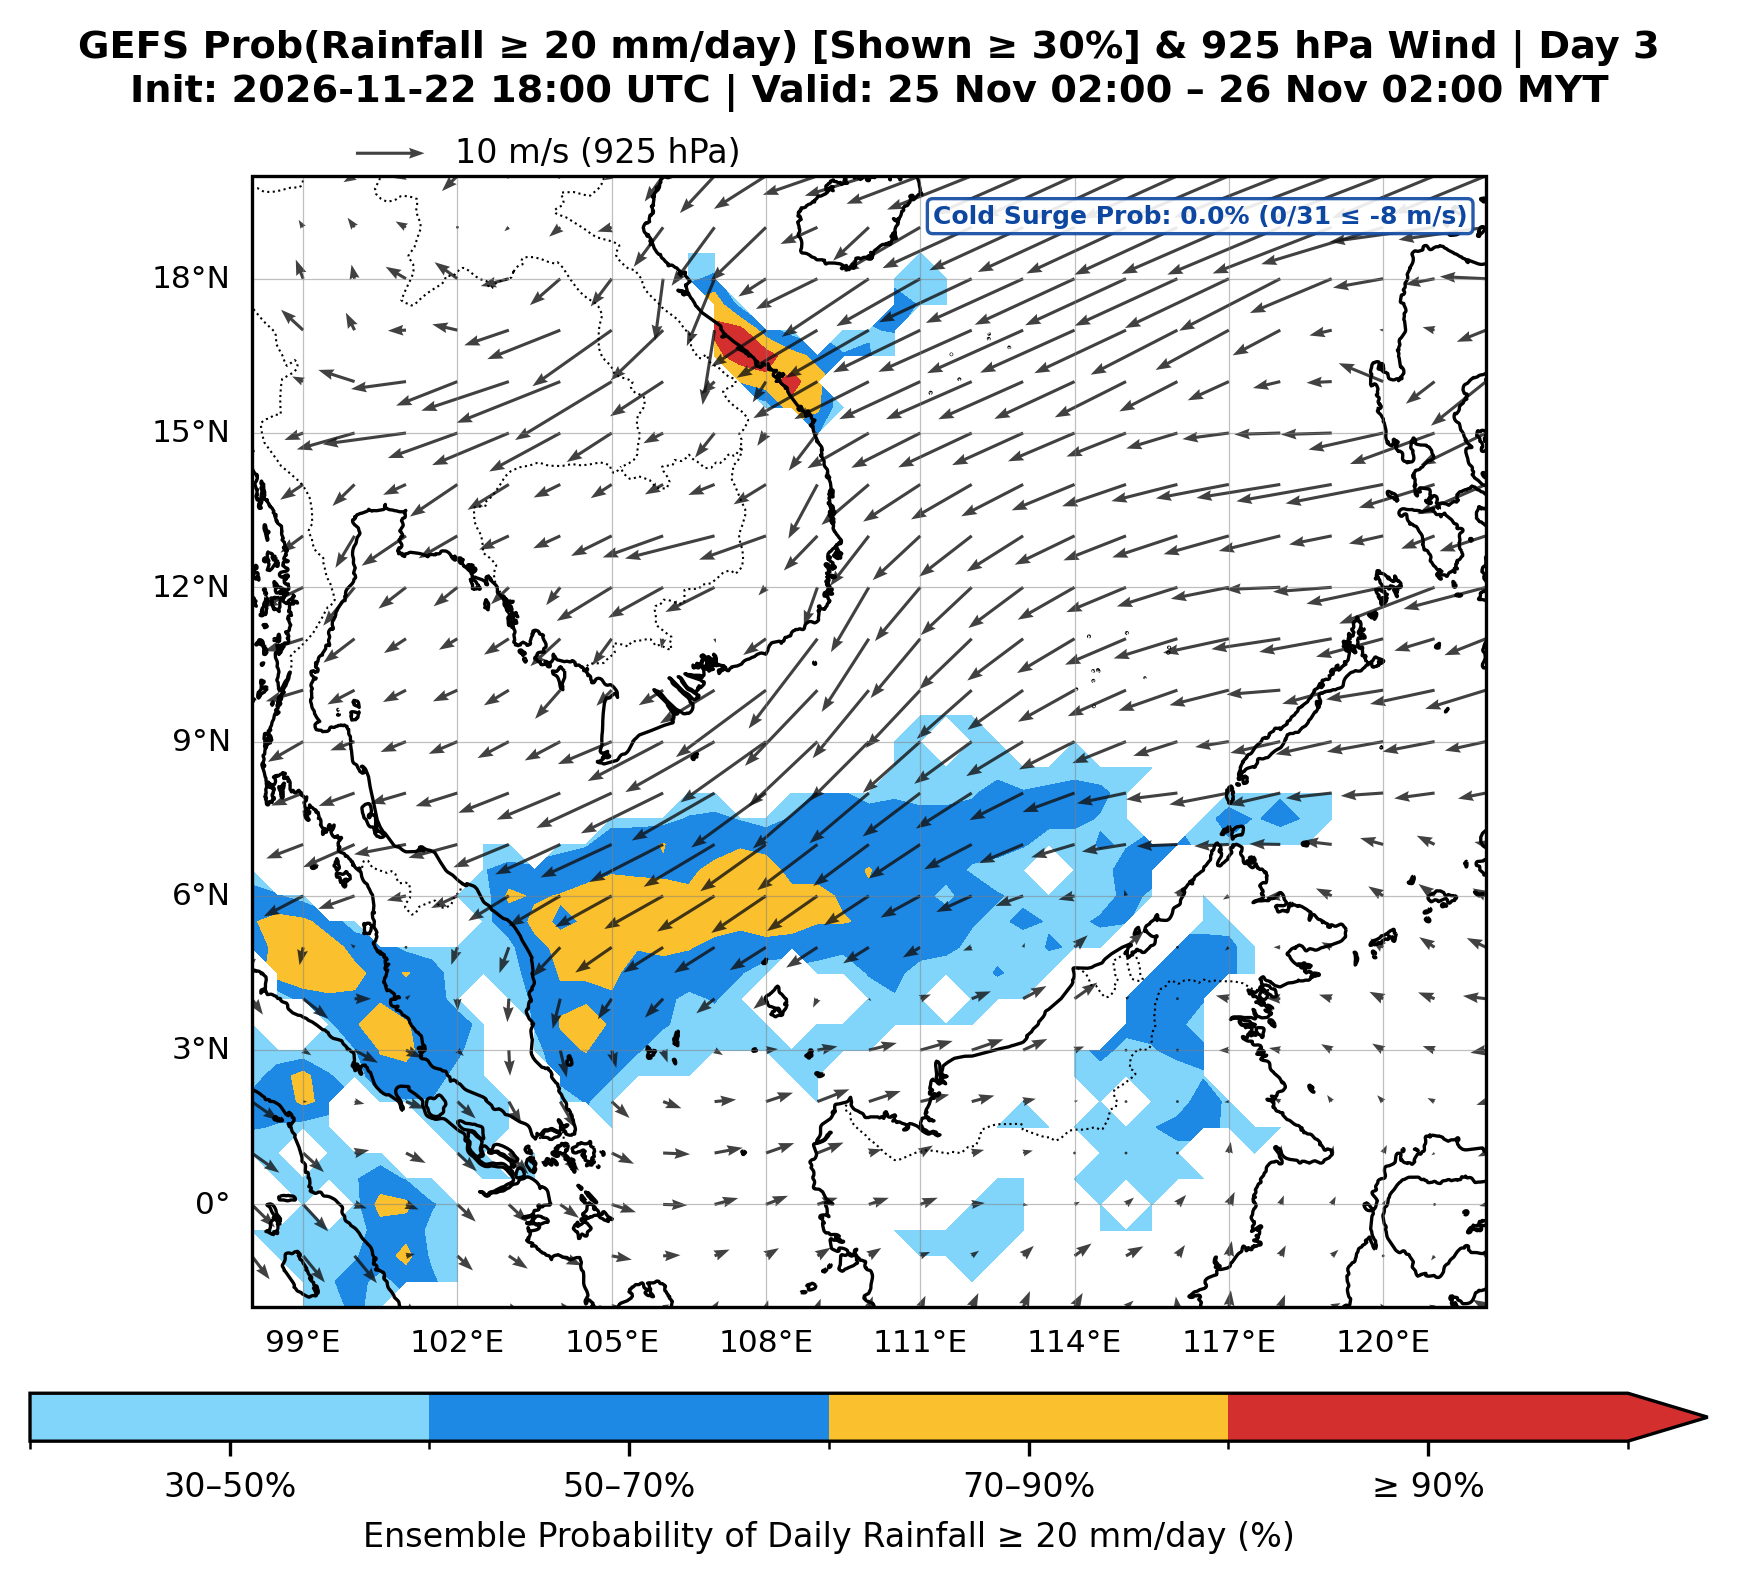 GEFS Prob(Rainfall ≥ 20 mm/day) [Shown ≥ 30%] & 925 hPa Wind | Day 3
Init: 2026-11-22 18:00 UTC | Valid: 25 Nov 02:00 – 26 Nov 02:00 MYT
10 m/s (925 hPa)
Cold Surge Prob: 0.0% (0/31 ≤ -8 m/s)
18°N
15°N
12°N
9°N
6°N
3°N
0°
99°E 102°E 105°E 108°E 111°E 114°E 117°E 120°E
30–50% 50–70% 70–90% ≥ 90%
Ensemble Probability of Daily Rainfall ≥ 20 mm/day (%)